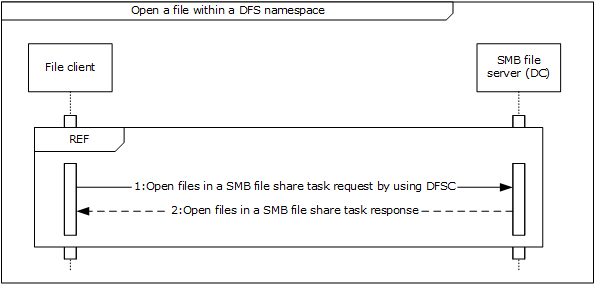 Open a file within a DFS namespace
File client
SMB file
server (DC)
REF
1:Open files in a SMB file share task request by using DFSC
2:Open files in a SMB file share task response